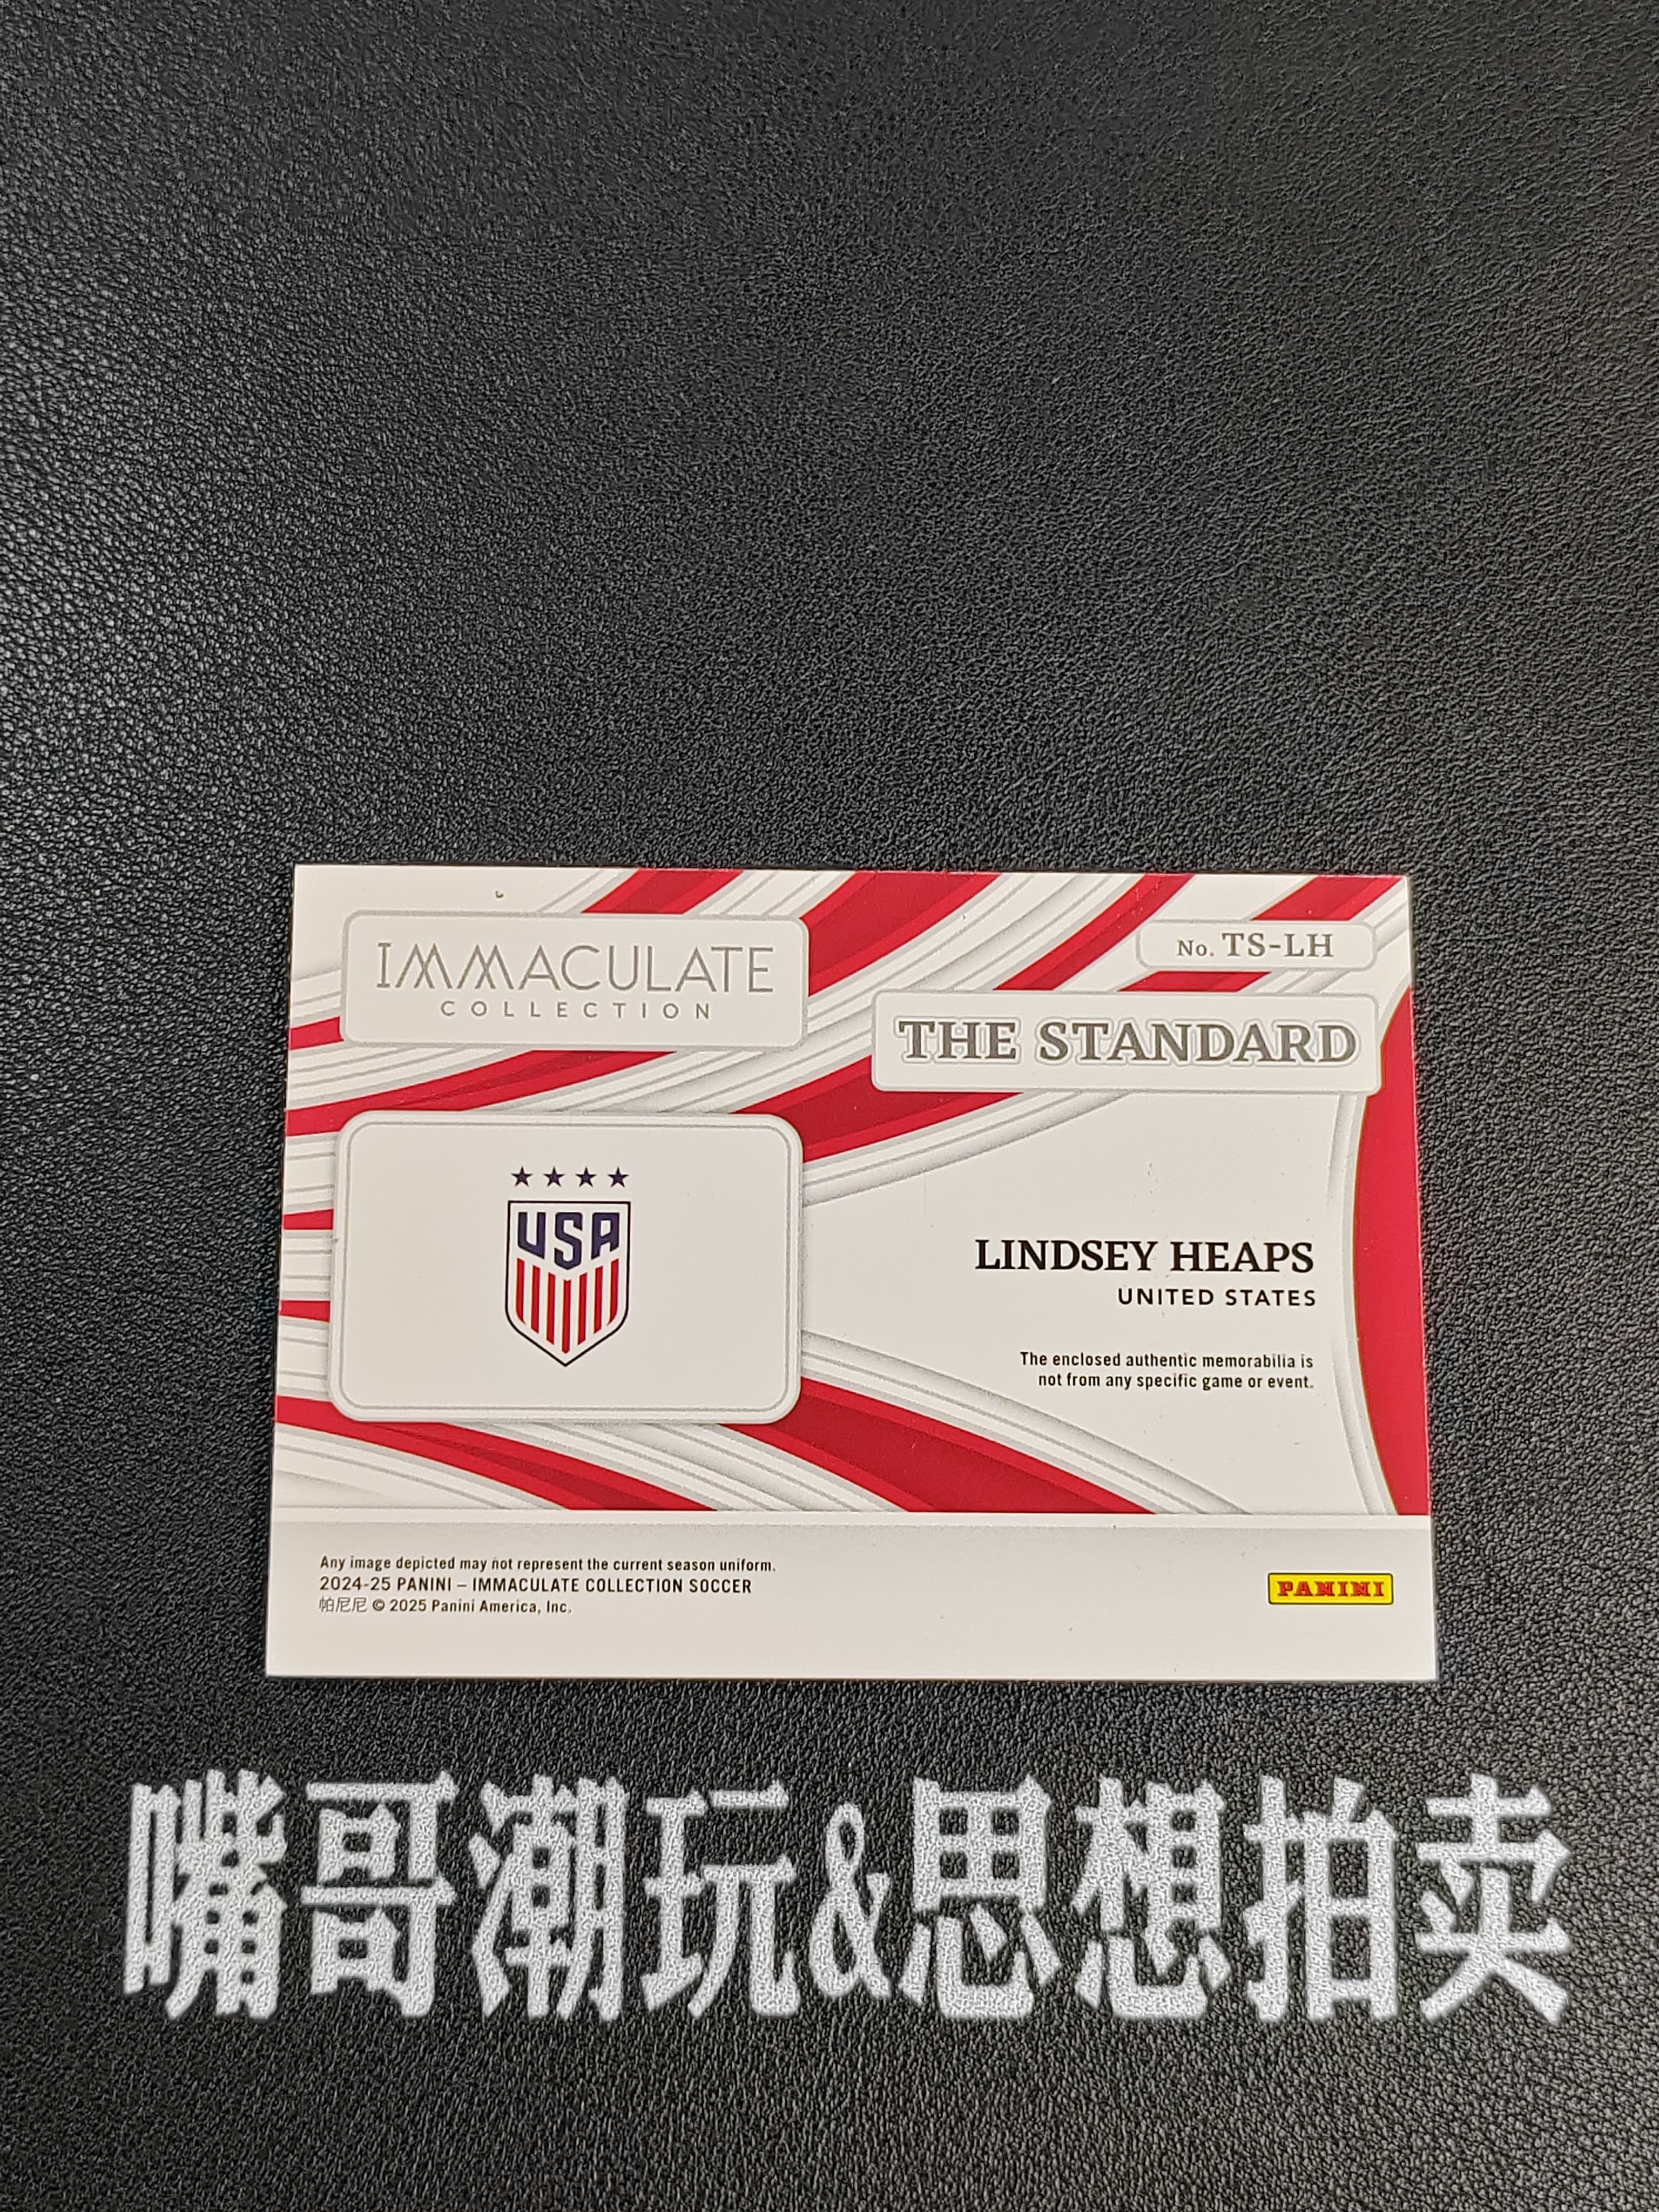 IMMACULATE
COLLECTION
No. TS-LH
THE STANDARD
USA
LINDSEY HEAPS
UNITED STATES
The enclosed authentic memorabilia is
not from any specific game or event.
Any image depicted may not represent the current season uniform.
2024-25 PANINI – IMMACULATE COLLECTION SOCCER
帕尼尼 © 2025 Panini America, Inc.
PANINI
嘴哥潮玩&思想拍卖